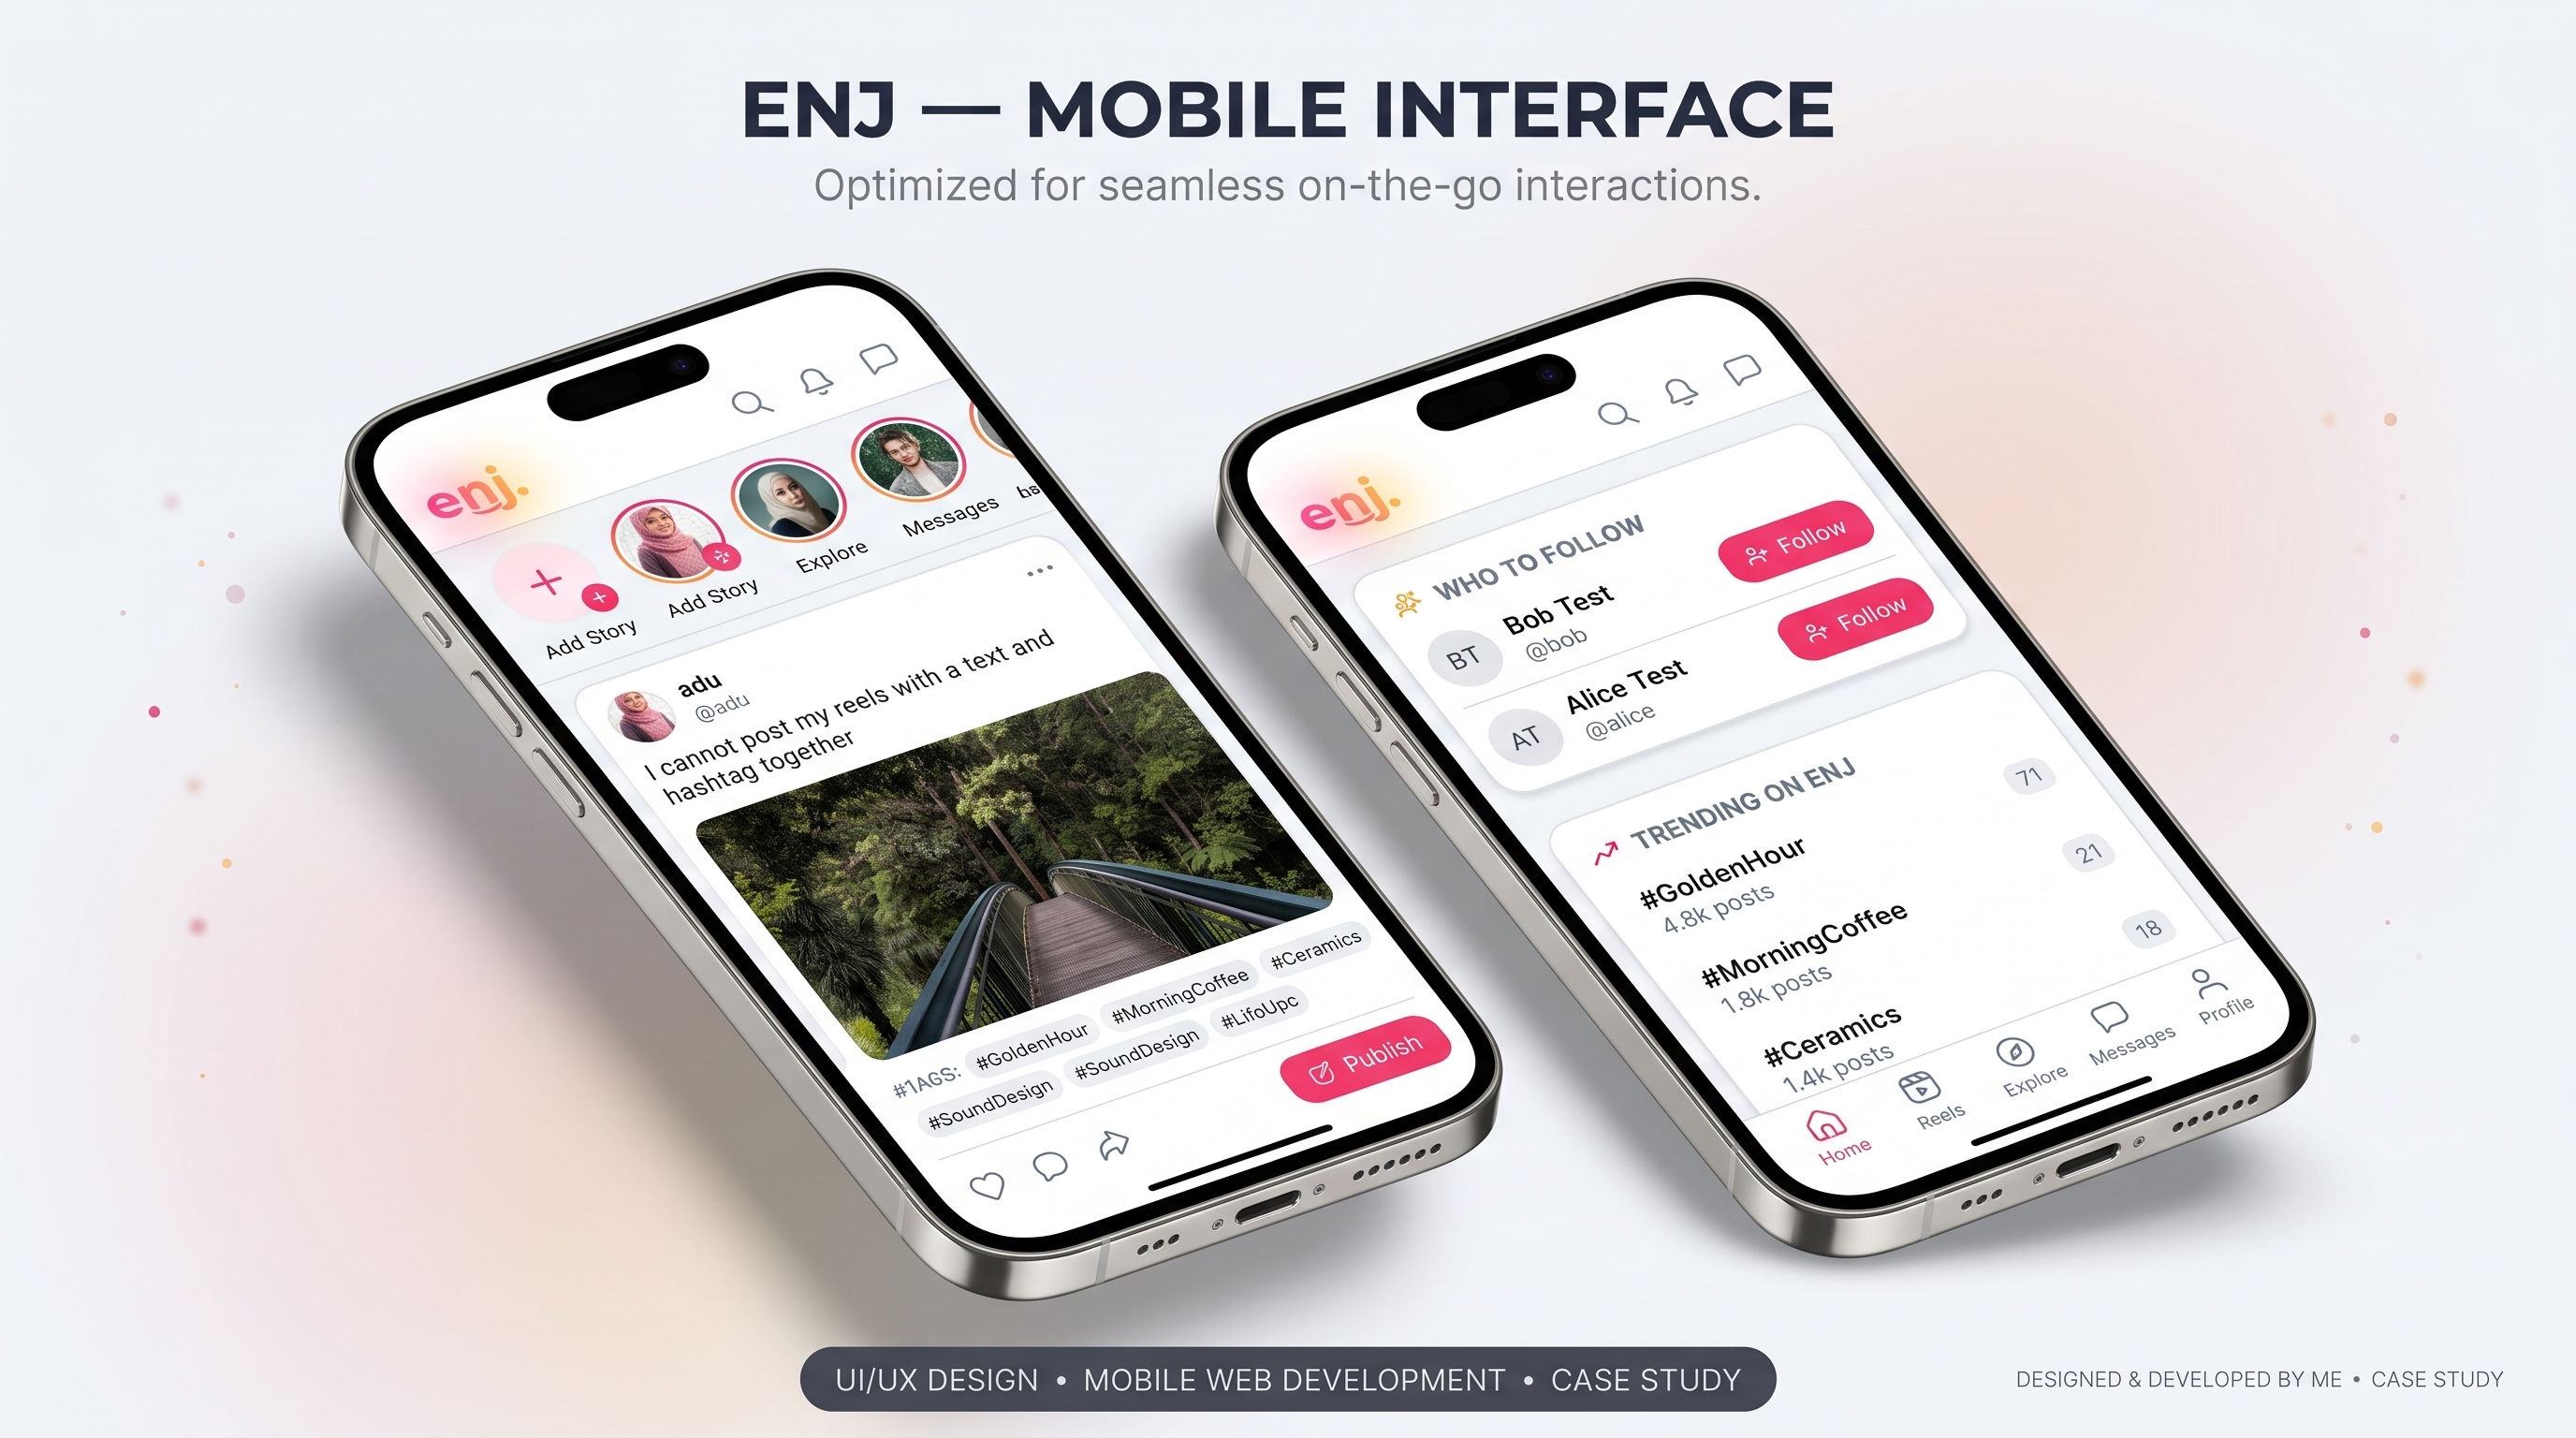 ENJ — MOBILE INTERFACE
Optimized for seamless on-the-go interactions.
enj.
Add Story
Add Story
Explore
Messages
adu
@adu
I cannot post my reels with a text and
hashtag together
#1AGS: #GoldenHour #MorningCoffee #Ceramics
#SoundDesign #SoundDesign #LifoUpc
Publish
enj.
WHO TO FOLLOW
BT Bob Test
@bob
Follow
AT Alice Test
@alice
Follow
TRENDING ON ENJ
#GoldenHour 71
4.8k posts
#MorningCoffee 21
1.8k posts
#Ceramics 18
1.4k posts
Home Reels Explore Messages Profile
UI/UX DESIGN • MOBILE WEB DEVELOPMENT • CASE STUDY
DESIGNED & DEVELOPED BY ME • CASE STUDY